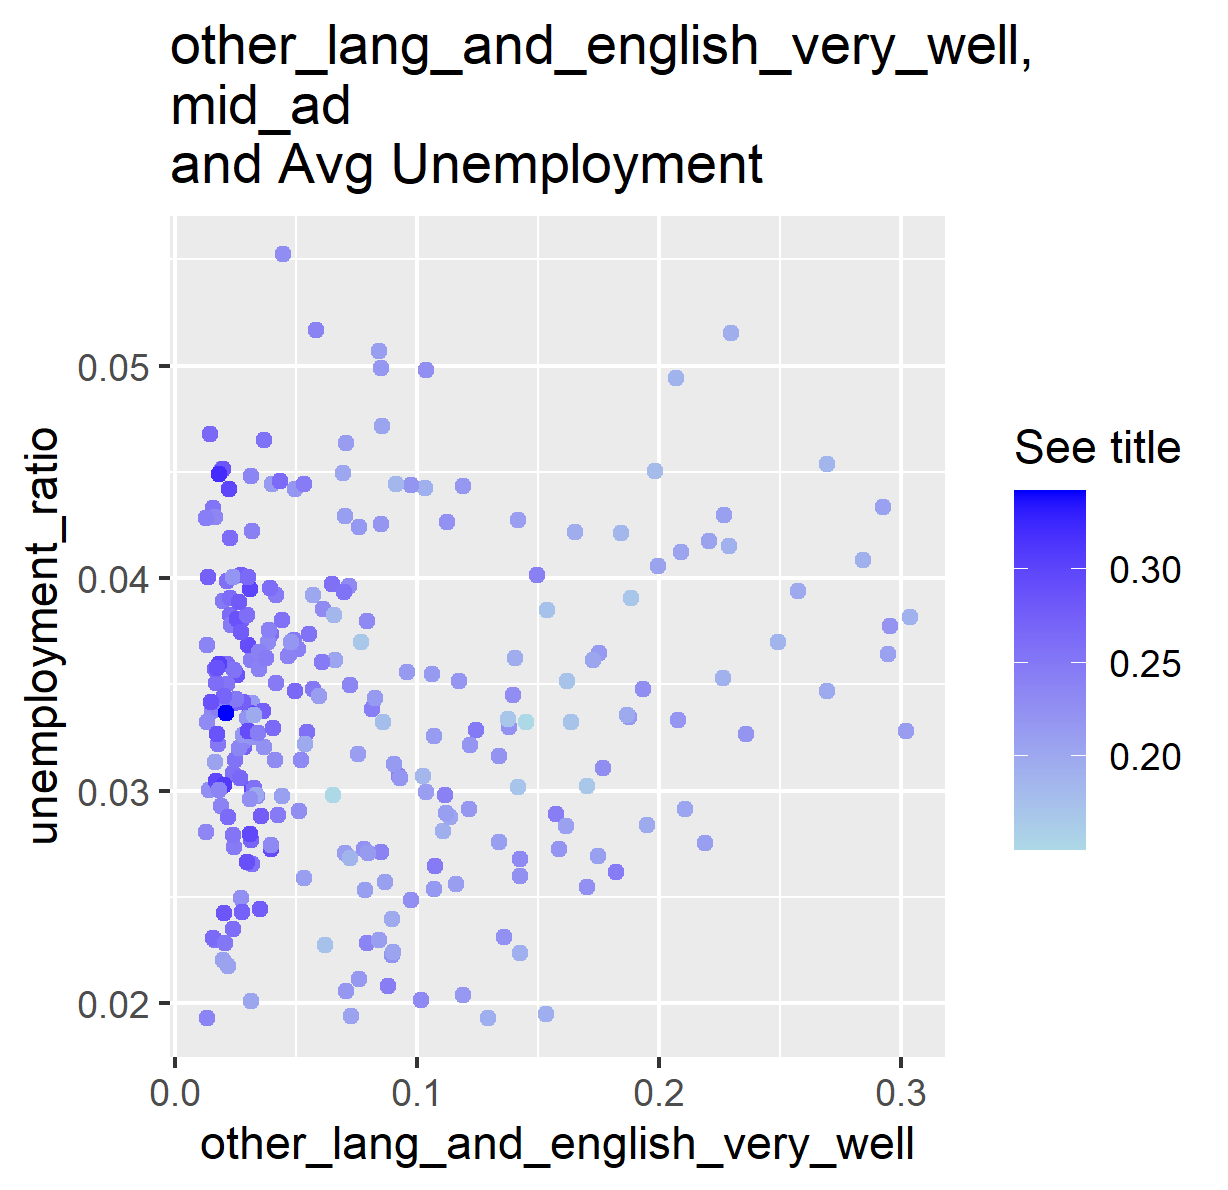 other_lang_and_english_very_well,
mid_ad
and Avg Unemployment
unemployment_ratio
0.05
0.04
0.03
0.02
0.0
0.1
0.2
0.3
other_lang_and_english_very_well
See title
0.30
0.25
0.20